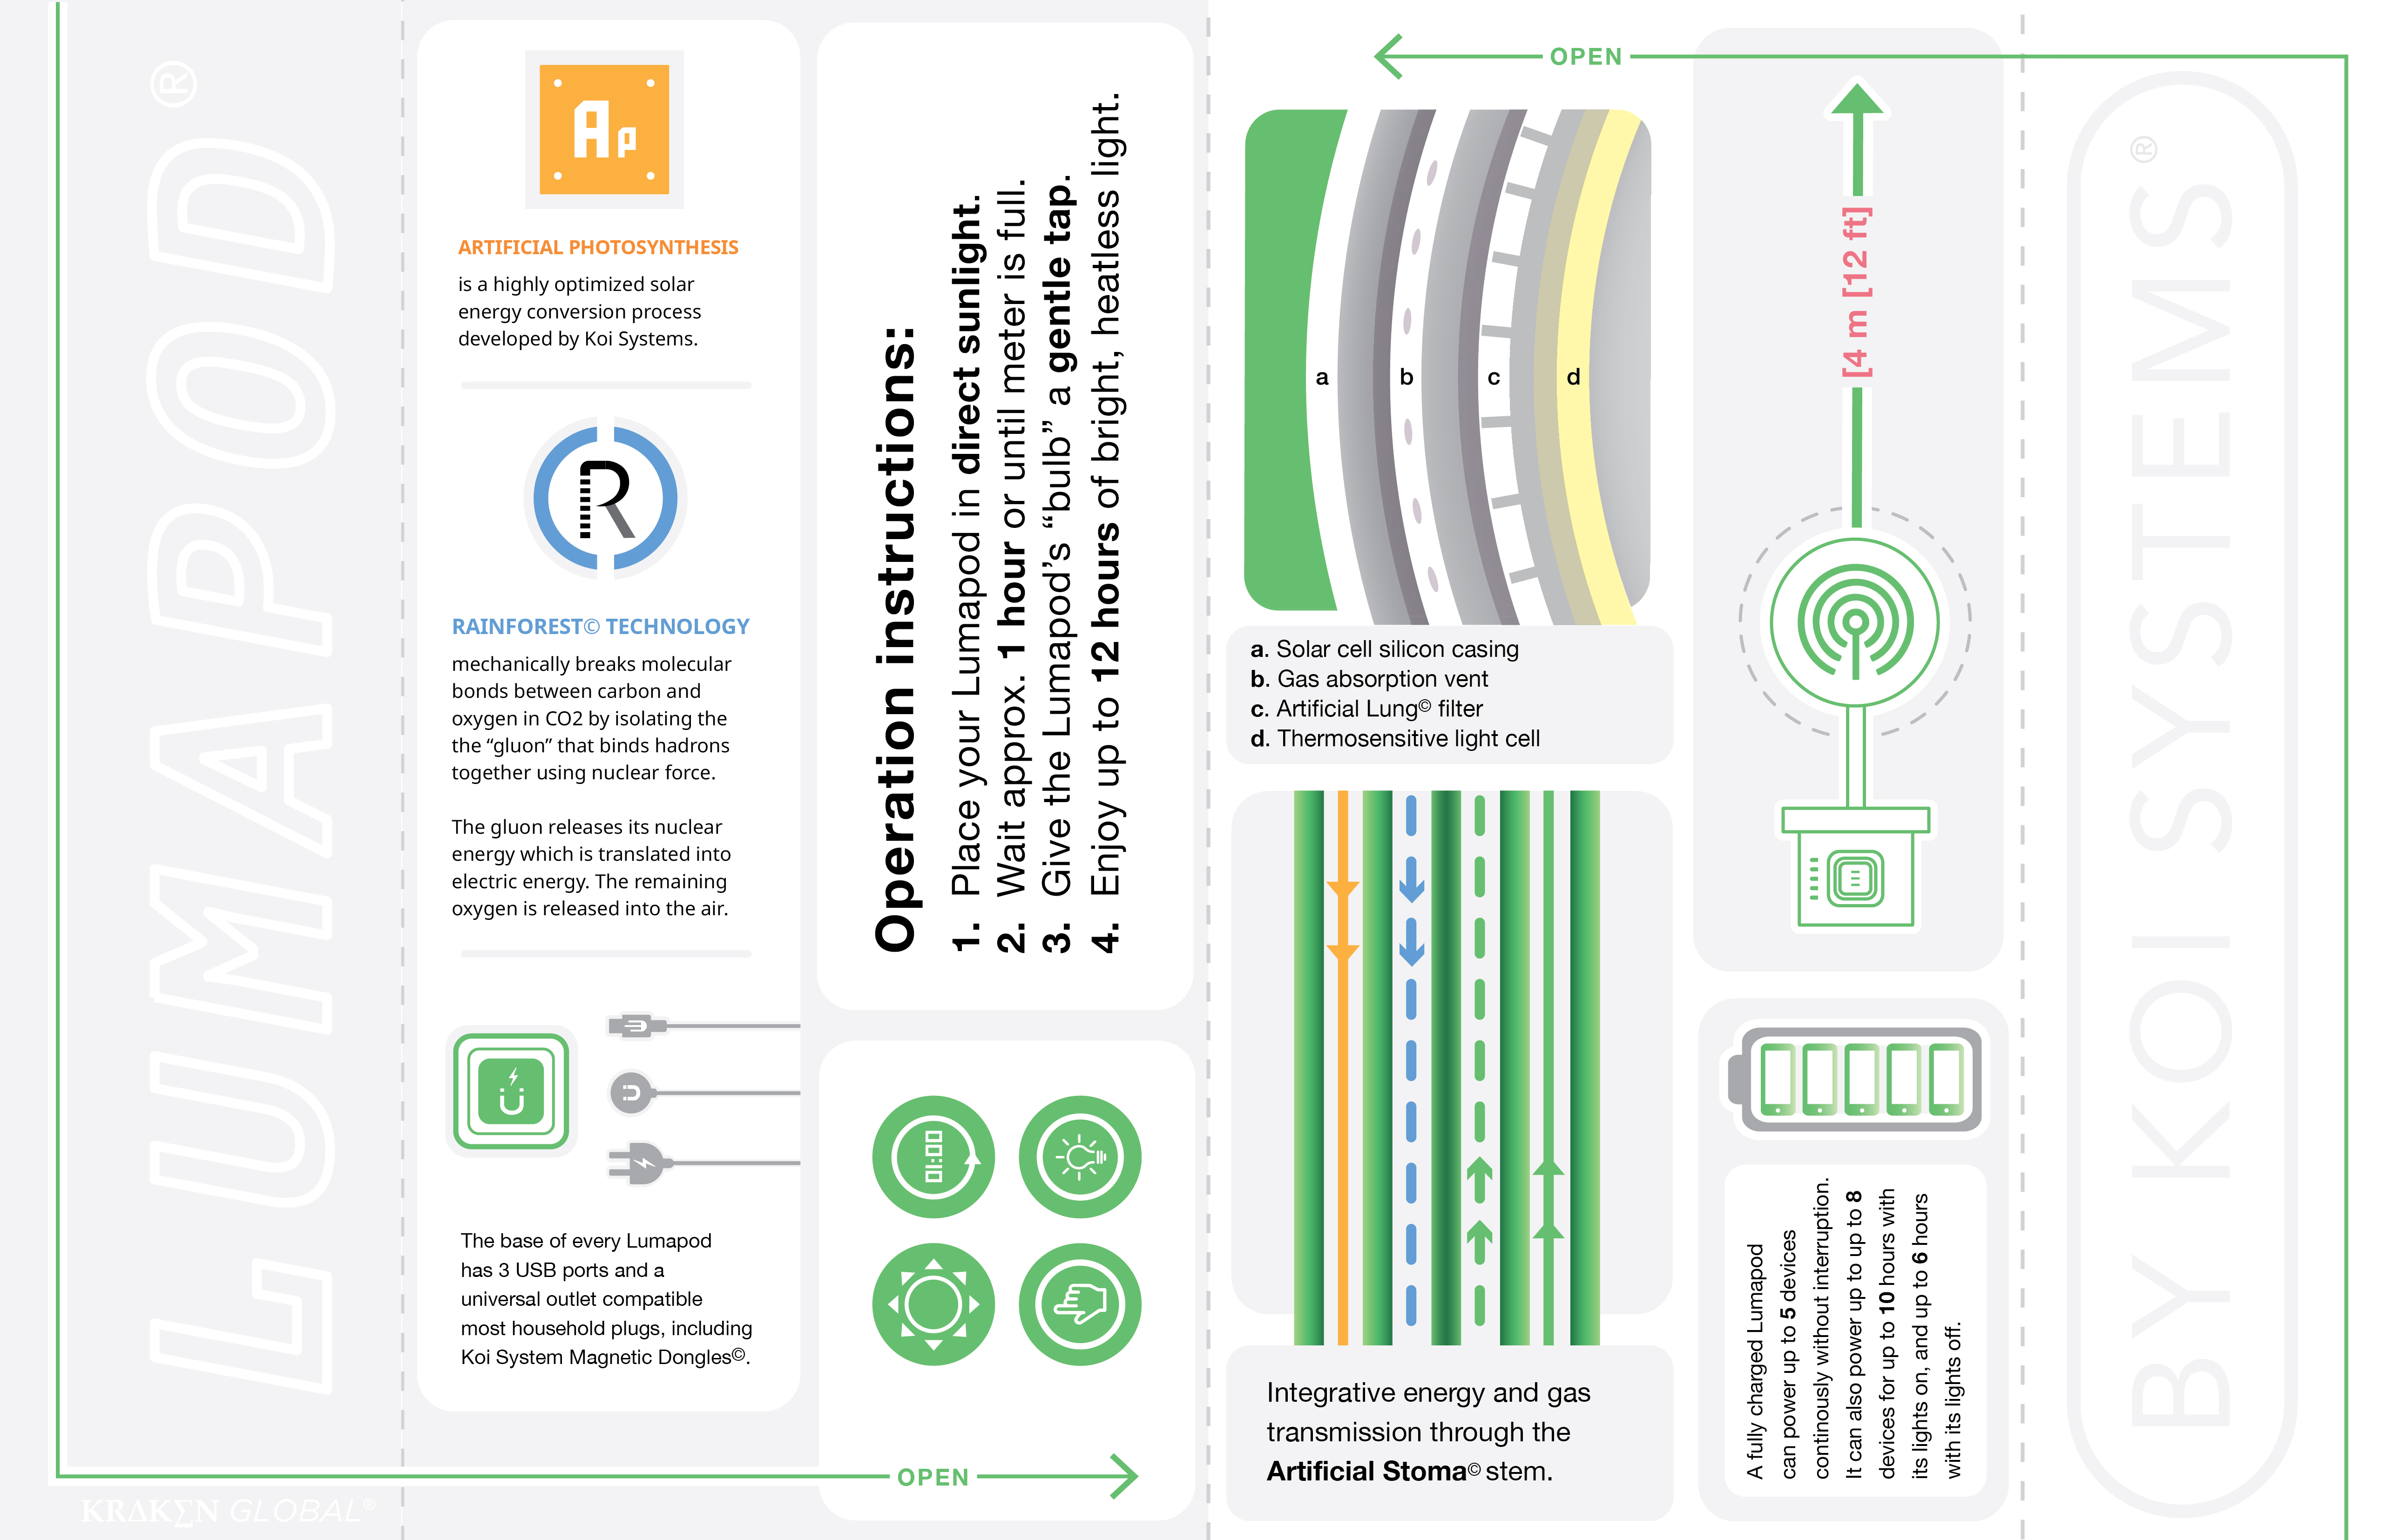 LUMAPOD®
KRΔKΣN GLOBAL®
Ap
ARTIFICIAL PHOTOSYNTHESIS
is a highly optimized solar
energy conversion process
developed by Koi Systems.
R
RAINFOREST© TECHNOLOGY
mechanically breaks molecular
bonds between carbon and
oxygen in CO2 by isolating the
the “gluon” that binds hadrons
together using nuclear force.
The gluon releases its nuclear
energy which is translated into
electric energy. The remaining
oxygen is released into the air.
The base of every Lumapod
has 3 USB ports and a
universal outlet compatible
most household plugs, including
Koi System Magnetic Dongles©.
Operation instructions:
1. Place your Lumapod in direct sunlight.
2. Wait approx. 1 hour or until meter is full.
3. Give the Lumapod’s “bulb” a gentle tap.
4. Enjoy up to 12 hours of bright, heatless light.
01:00
OPEN
OPEN
a b c d
a. Solar cell silicon casing
b. Gas absorption vent
c. Artificial Lung© filter
d. Thermosensitive light cell
Integrative energy and gas
transmission through the
Artificial Stoma© stem.
[4 m [12 ft]
A fully charged Lumapod
can power up to 5 devices
continously without interruption.
It can also power up to up to 8
devices for up to 10 hours with
its lights on, and up to 6 hours
with its lights off.
BY KOI SYSTEMS®